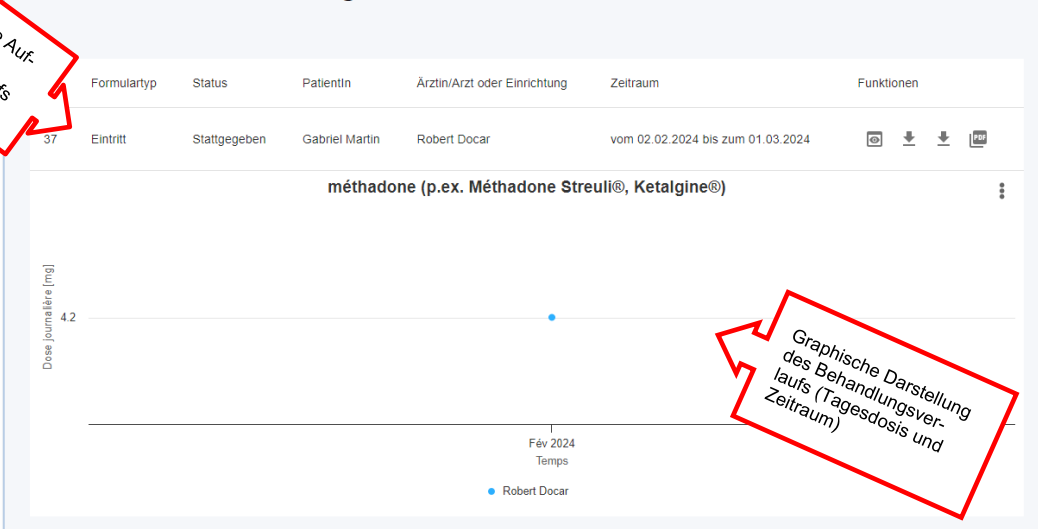 Auf-
Formulartyp Status PatientIn Ärztin/Arzt oder Einrichtung Zeitraum Funktionen
37 Eintritt Stattgegeben Gabriel Martin Robert Docar vom 02.02.2024 bis zum 01.03.2024 PDF
méthadone (p.ex. Méthadone Streuli®, Ketalgine®)
Dose journalière [mg]
4.2
Graphische Darstellung
des Behandlungsver-
laufs (Tagesdosis und
Zeitraum)
Fév 2024
Temps
Robert Docar